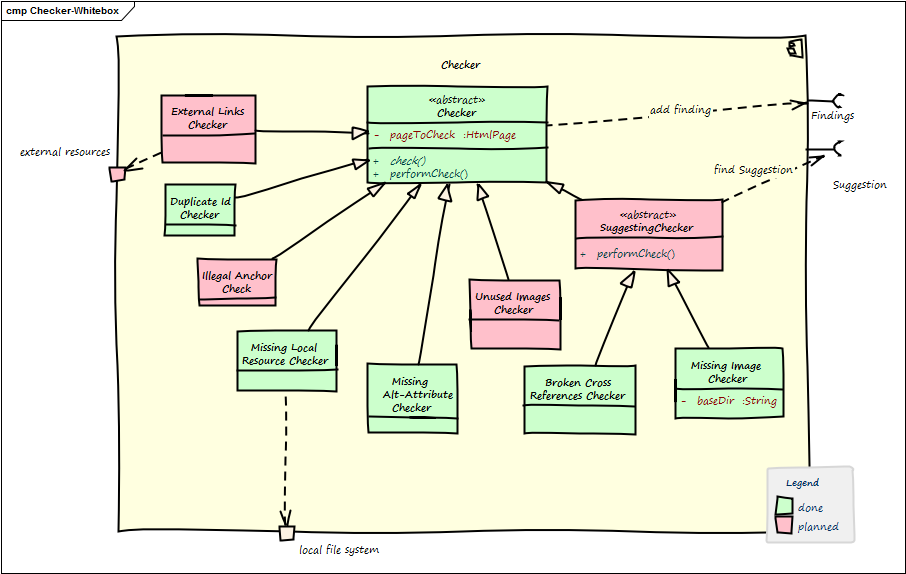 cmp Checker-Whitebox
Checker
«abstract»
Checker
- pageToCheck :HtmlPage
+ check()
+ performCheck()
External Links
Checker
external resources
add finding
Findings
find Suggestion
Suggestion
Duplicate Id
Checker
«abstract»
SuggestingChecker
+ performCheck()
Illegal Anchor
Check
Unused Images
Checker
Missing Local
Resource Checker
Missing
Alt-Attribute
Checker
Broken Cross
References Checker
Missing Image
Checker
- baseDir :String
Legend
done
planned
local file system